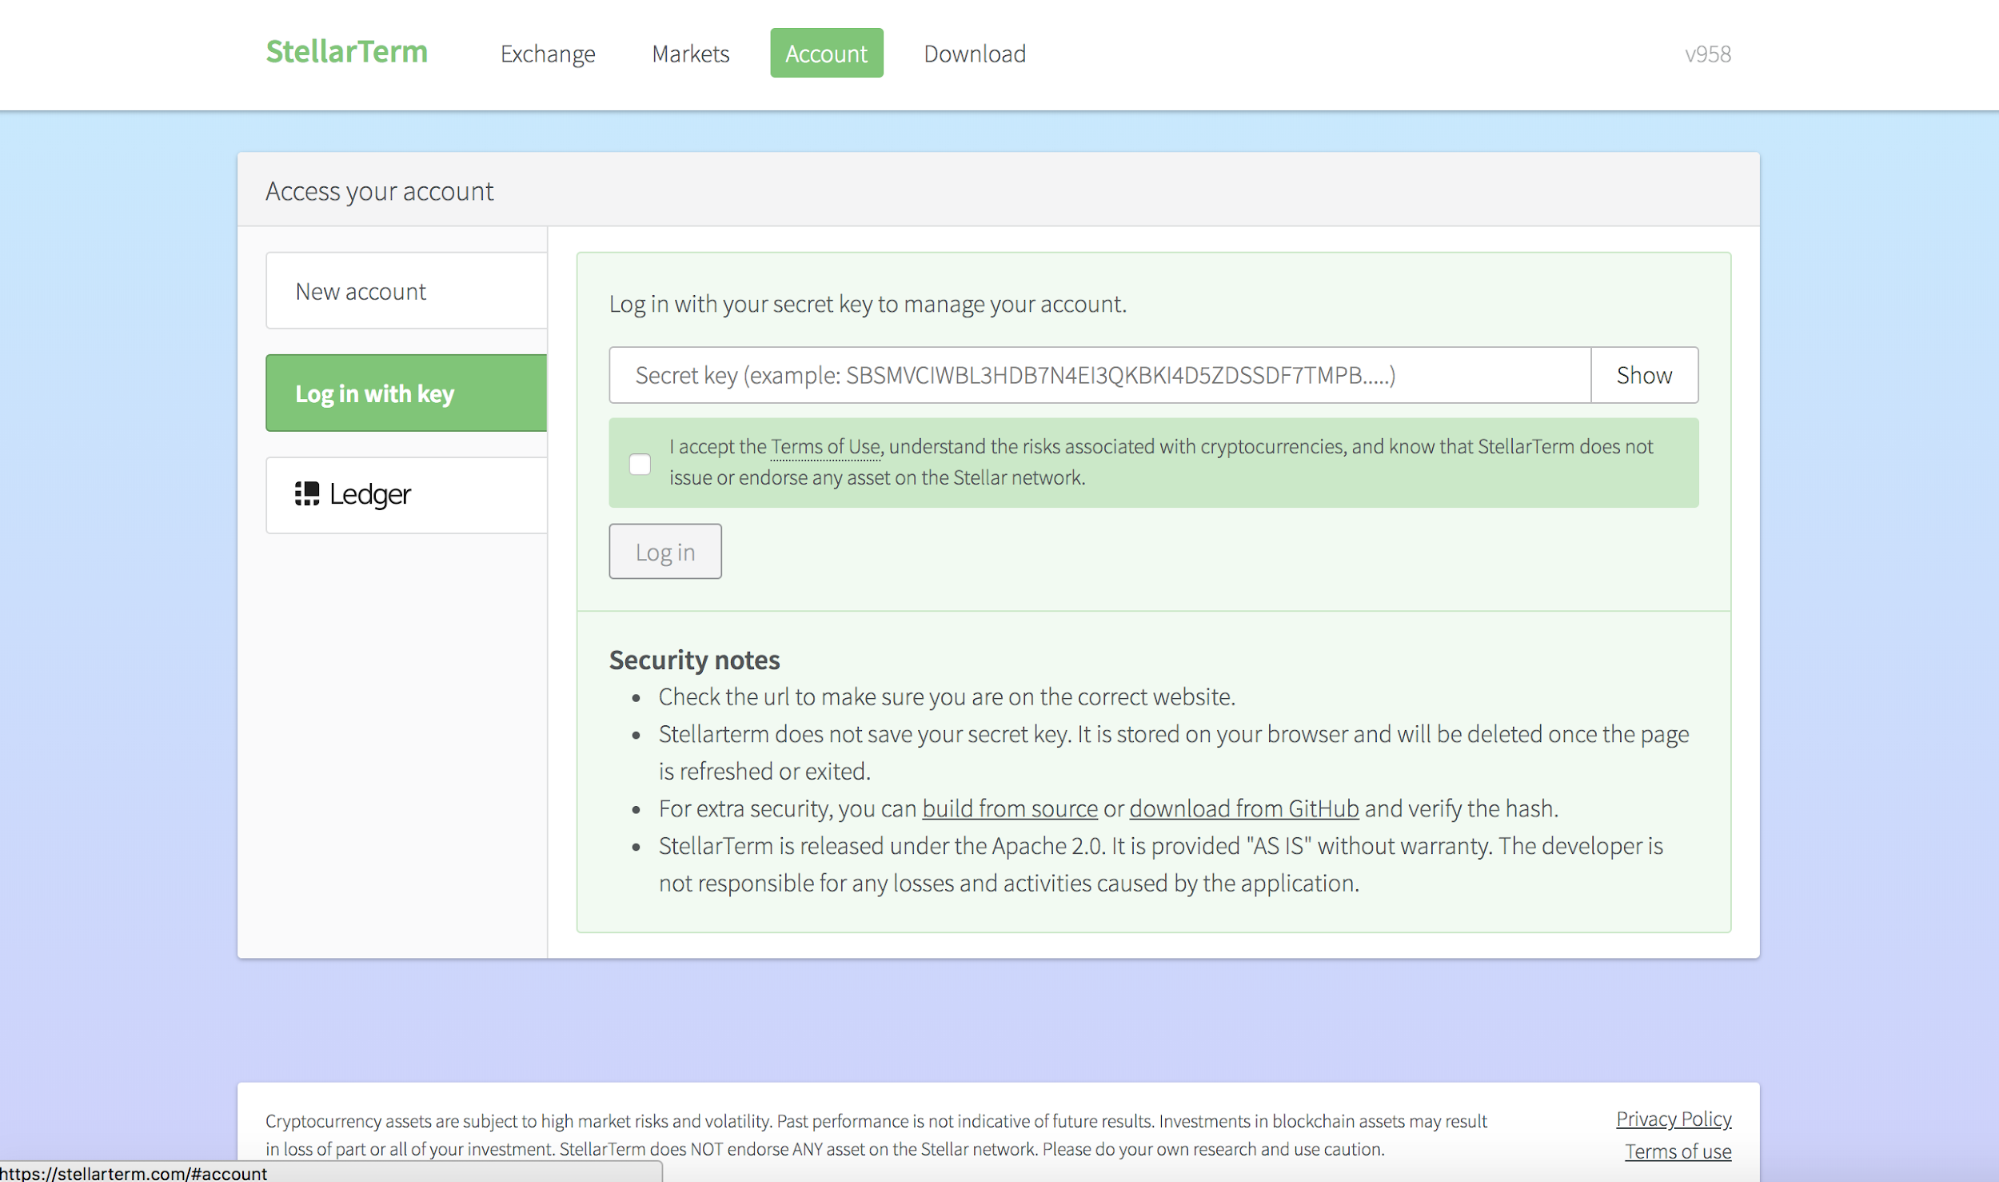 StellarTerm Exchange Markets Account Download v958
Access your account
New account
Log in with key
Ledger
Log in with your secret key to manage your account.
Secret key (example: SBSMVCIWBL3HDB7N4EI3QKBKI4D5ZDSSDF7TMPB.....) Show
I accept the Terms of Use, understand the risks associated with cryptocurrencies, and know that StellarTerm does not
issue or endorse any asset on the Stellar network.
Log in
Security notes
• Check the url to make sure you are on the correct website.
• Stellarterm does not save your secret key. It is stored on your browser and will be deleted once the page
is refreshed or exited.
• For extra security, you can build from source or download from GitHub and verify the hash.
• StellarTerm is released under the Apache 2.0. It is provided "AS IS" without warranty. The developer is
not responsible for any losses and activities caused by the application.
Cryptocurrency assets are subject to high market risks and volatility. Past performance is not indicative of future results. Investments in blockchain assets may result
in loss of part or all of your investment. StellarTerm does NOT endorse ANY asset on the Stellar network. Please do your own research and use caution.
Privacy Policy
Terms of use
https://stellarterm.com/#account